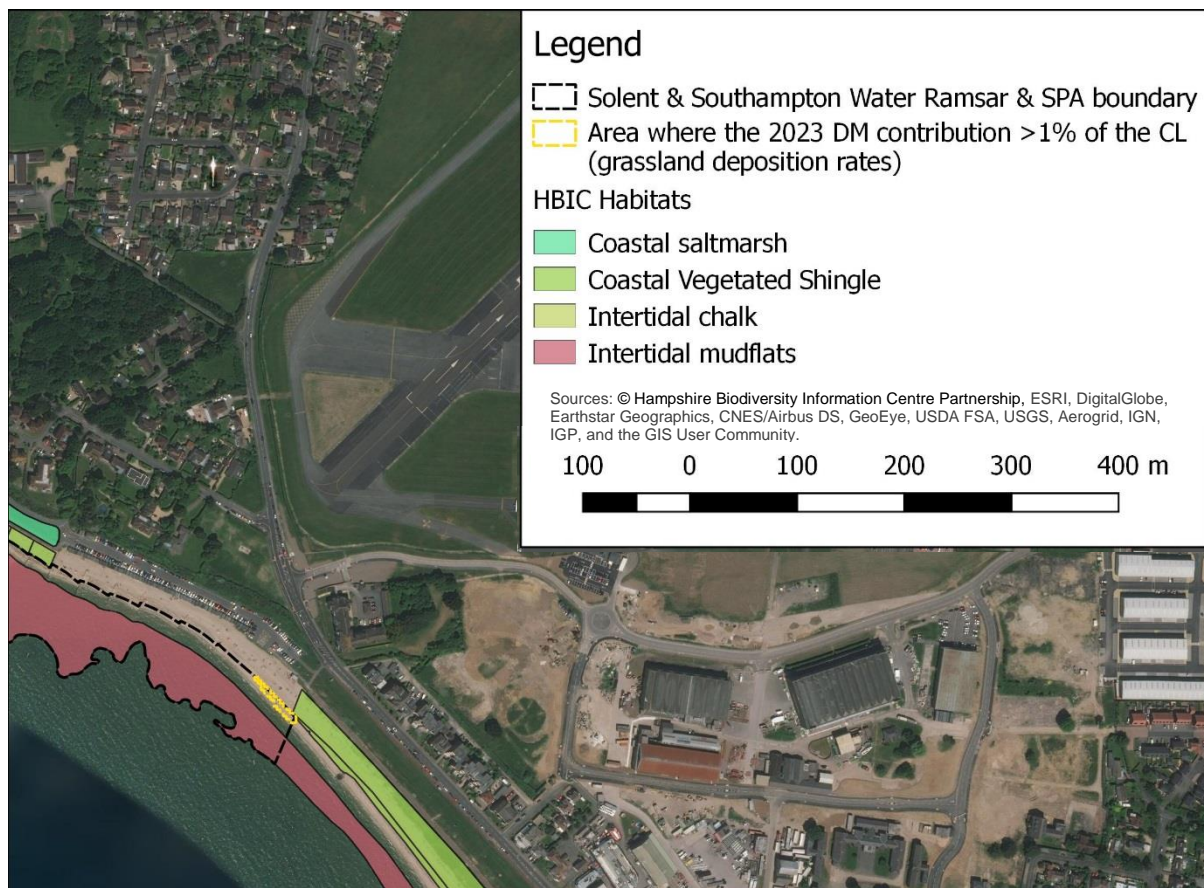 Legend
Solent & Southampton Water Ramsar & SPA boundary
Area where the 2023 DM contribution >1% of the CL
(grassland deposition rates)
HBIC Habitats
Coastal saltmarsh
Coastal Vegetated Shingle
Intertidal chalk
Intertidal mudflats
Sources: © Hampshire Biodiversity Information Centre Partnership, ESRI, DigitalGlobe,
Earthstar Geographics, CNES/Airbus DS, GeoEye, USDA FSA, USGS, Aerogrid, IGN,
IGP, and the GIS User Community.
100 0 100 200 300 400 m